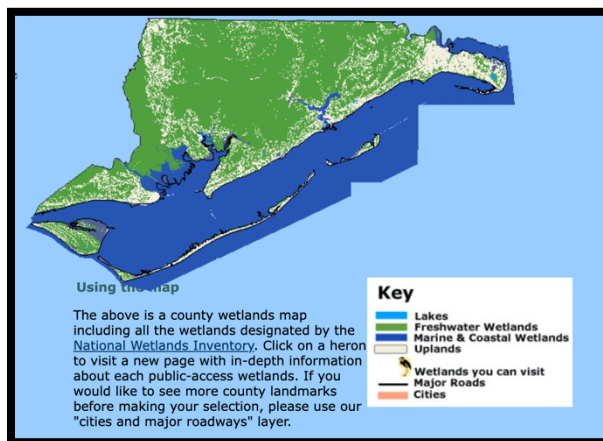 Using the map
The above is a county wetlands map
including all the wetlands designated by the
National Wetlands Inventory. Click on a heron
to visit a new page with in-depth information
about each public-access wetlands. If you
would like to see more county landmarks
before making your selection, please use our
"cities and major roadways" layer.
Key
Lakes
Freshwater Wetlands
Marine & Coastal Wetlands
Uplands
Wetlands you can visit
Major Roads
Cities